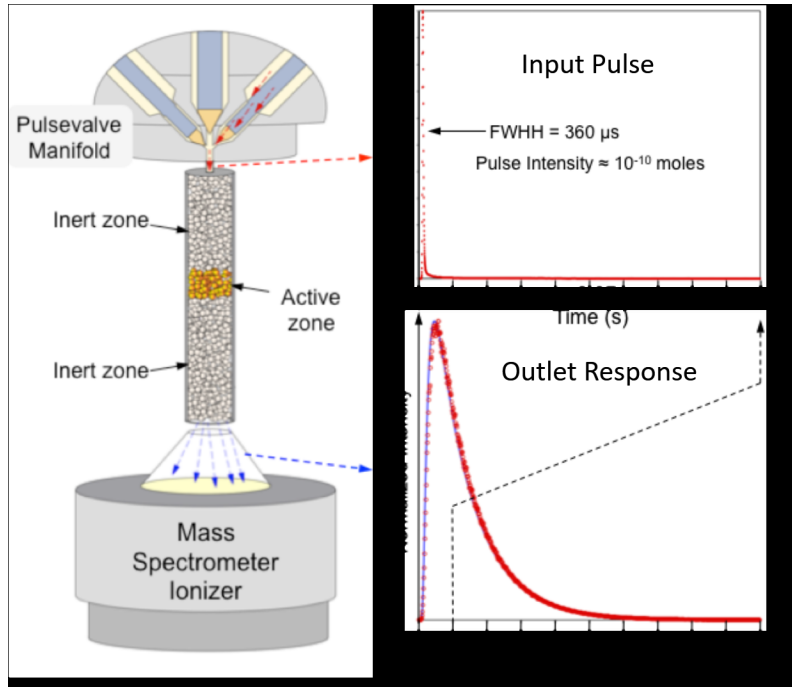 Pulsevalve
Manifold
Inert zone
Active
zone
Inert zone
Mass
Spectrometer
Ionizer
Input Pulse
FWHH = 360 µs
Pulse Intensity ≈ 10⁻¹⁰ moles
Time (s)
Outlet Response